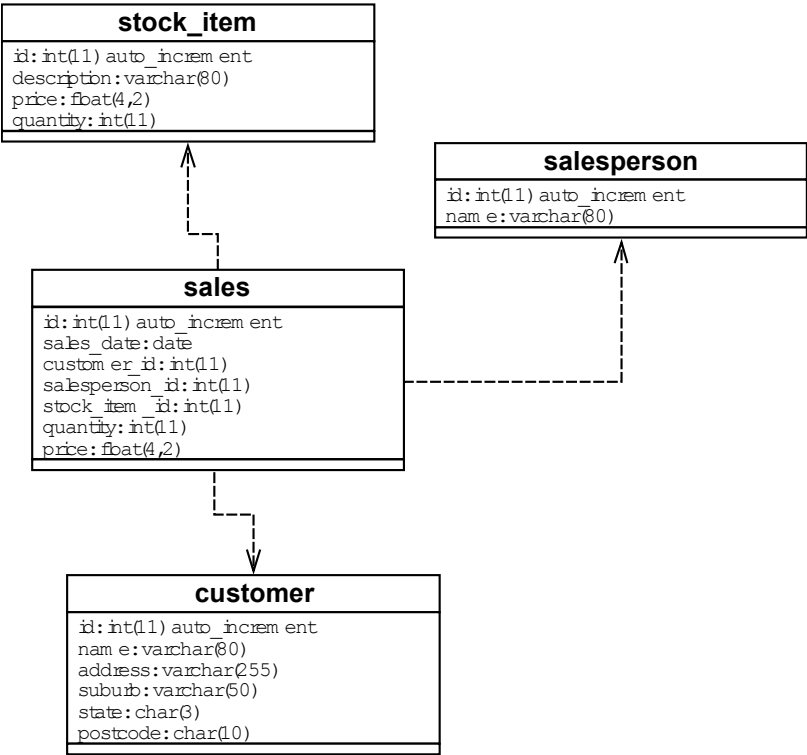 stock_item
id:int(11) auto_increment
description:varchar(80)
price:float(4,2)
quantity:int(11)
salesperson
id:int(11) auto_increment
name:varchar(80)
sales
id:int(11) auto_increment
sales_date:date
customer_id:int(11)
salesperson_id:int(11)
stock_item_id:int(11)
quantity:int(11)
price:float(4,2)
customer
id:int(11) auto_increment
name:varchar(80)
address:varchar(255)
suburb:varchar(50)
state:char(3)
postcode:char(10)